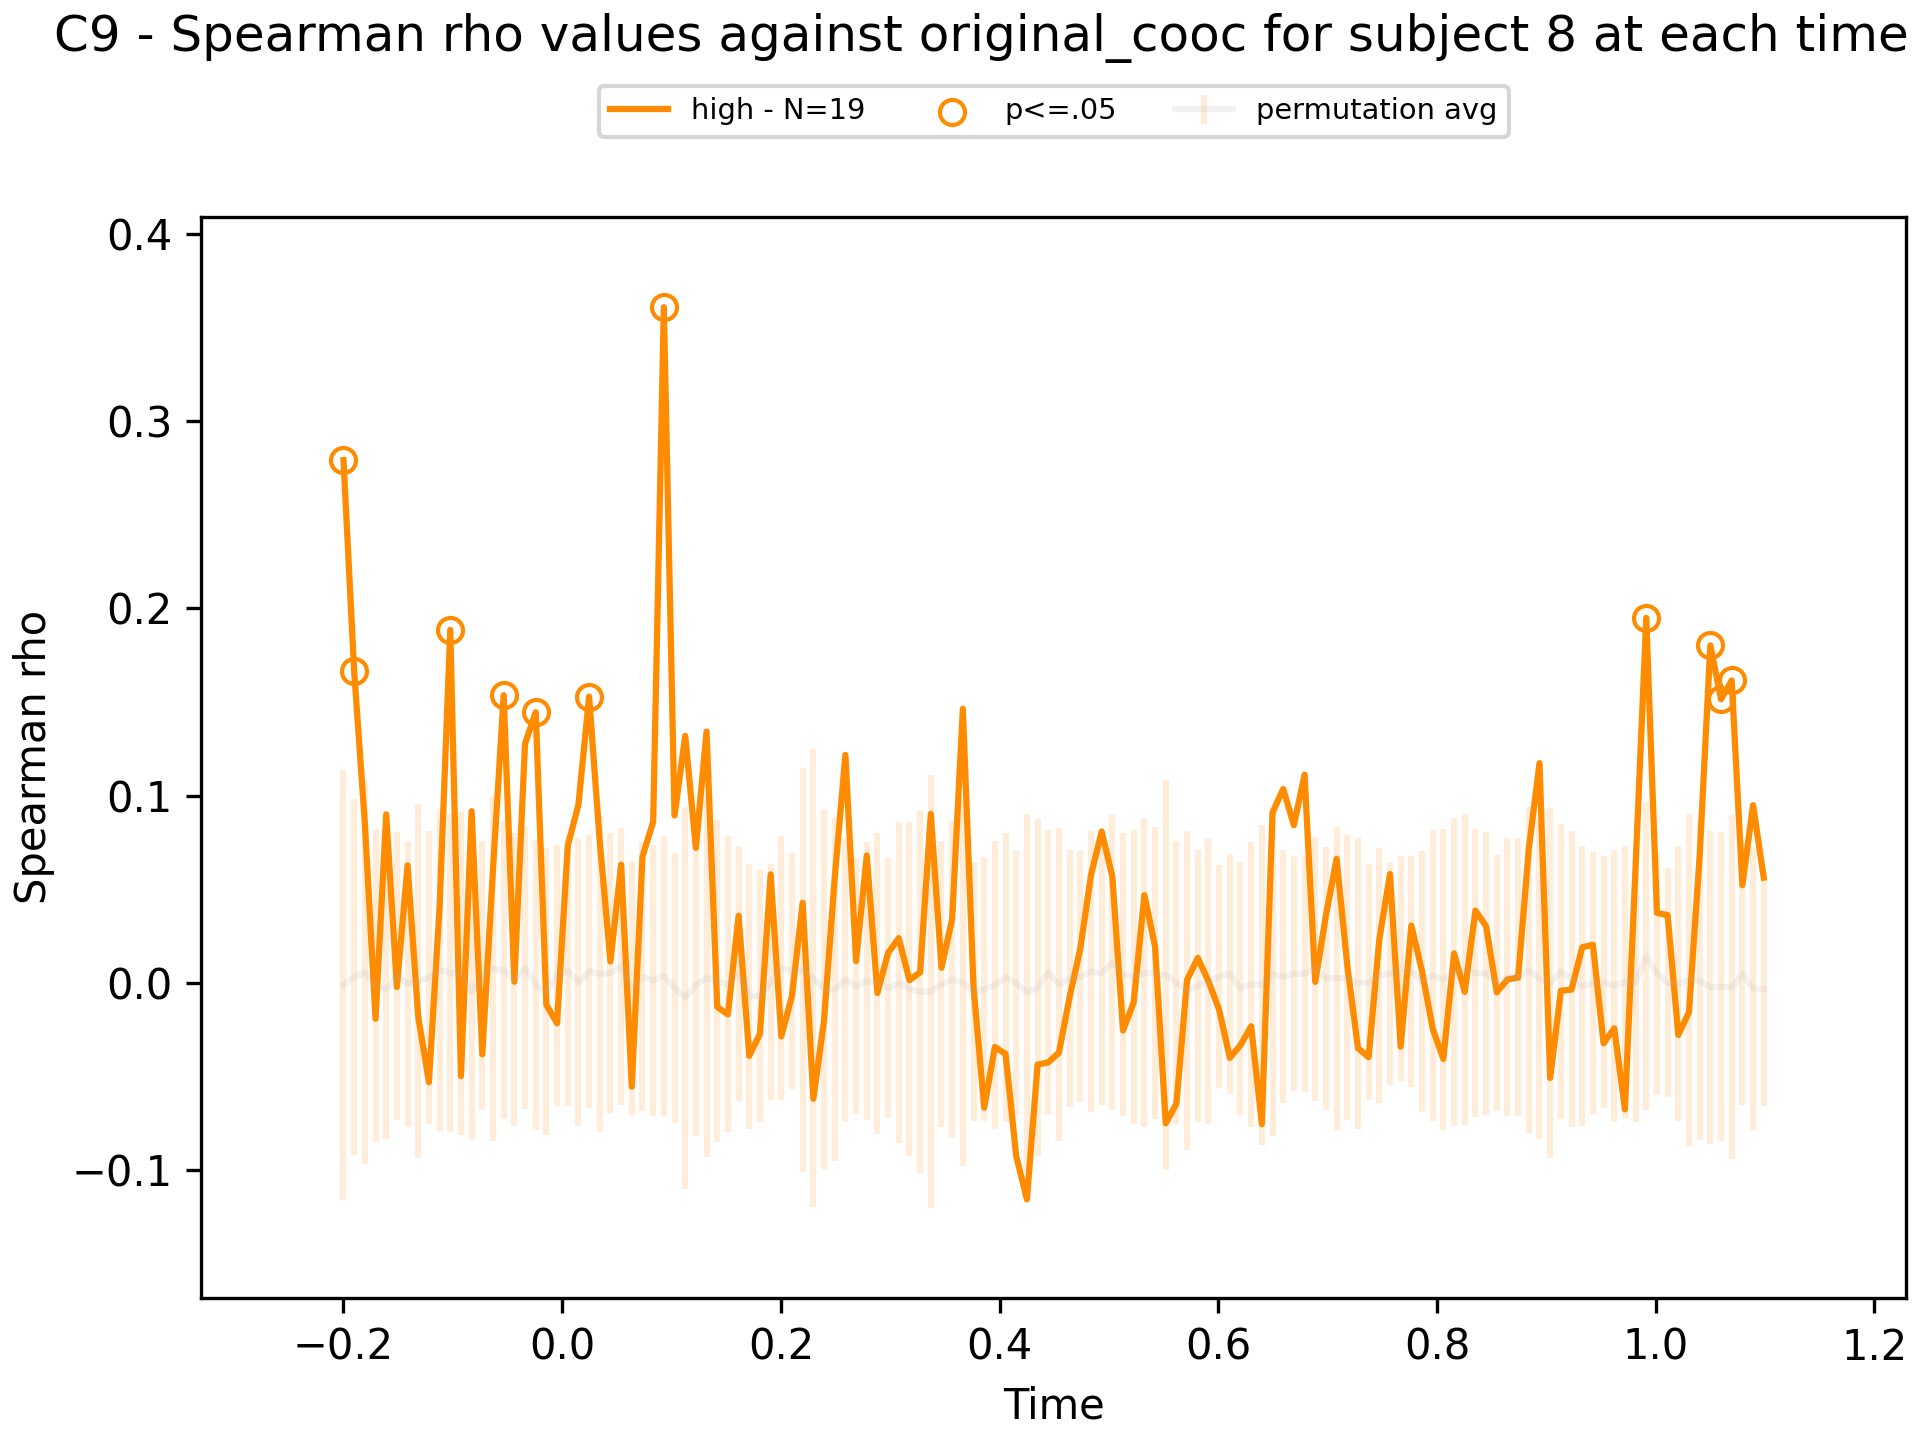 C9 - Spearman rho values against original_cooc for subject 8 at each time
high - N=19 p<=.05 permutation avg
0.4
0.3
0.2
0.1
0.0
−0.1
Spearman rho
−0.2 0.0 0.2 0.4 0.6 0.8 1.0 1.2
Time